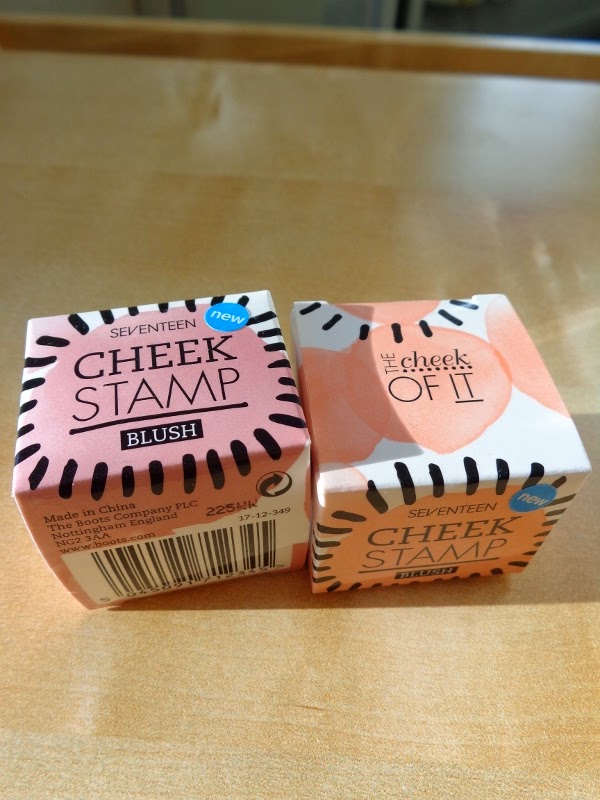 SEVENTEEN
new
CHEEK
STAMP
BLUSH
Made in China
The Boots Company PLC
Nottingham England
NG2 3AA
www.boots.com
17-12-349
THE cheek
OF IT
SEVENTEEN
new
CHEEK
STAMP
BLUSH